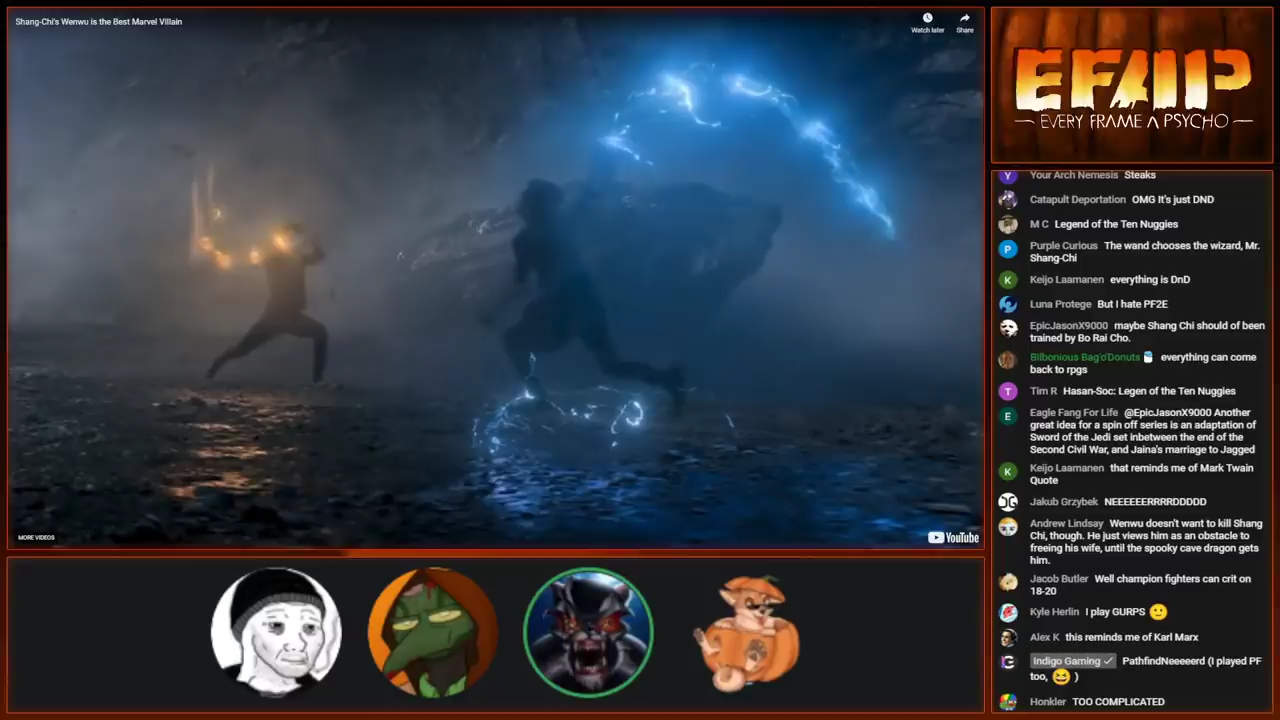 Shang-Chi's Wenwu is the Best Marvel Villain
Watch later
Share
MORE VIDEOS
YouTube
EFAP
EVERY FRAME A PSYCHO
Y Your Arch Nemesis Steaks
Catapult Deportation OMG It's just DND
M C Legend of the Ten Nuggies
P Purple Curious The wand chooses the wizard, Mr.
Shang-Chi
K Keijo Laamanen everything is DnD
Luna Protege But I hate PF2E
EpicJasonX9000 maybe Shang Chi should of been
trained by Bo Rai Cho.
Bilbonious Bag'o'Donuts everything can come
back to rpgs
T Tim R Hasan-Soc: Legen of the Ten Nuggies
E Eagle Fang For Life @EpicJasonX9000 Another
great idea for a spin off series is an adaptation of
Sword of the Jedi set inbetween the end of the
Second Civil War, and Jaina's marriage to Jagged
K Keijo Laamanen that reminds me of Mark Twain
Quote
Jakub Grzybek NEEEEEERRRRDDDDD
Andrew Lindsay Wenwu doesn't want to kill Shang
Chi, though. He just views him as an obstacle to
freeing his wife, until the spooky cave dragon gets
him.
Jacob Butler Well champion fighters can crit on
18-20
Kyle Herlin I play GURPS 🙂
Alex K this reminds me of Karl Marx
Indigo Gaming ✓ PathfindNeeeeerd (I played PF
too, 😆 )
Honkler TOO COMPLICATED